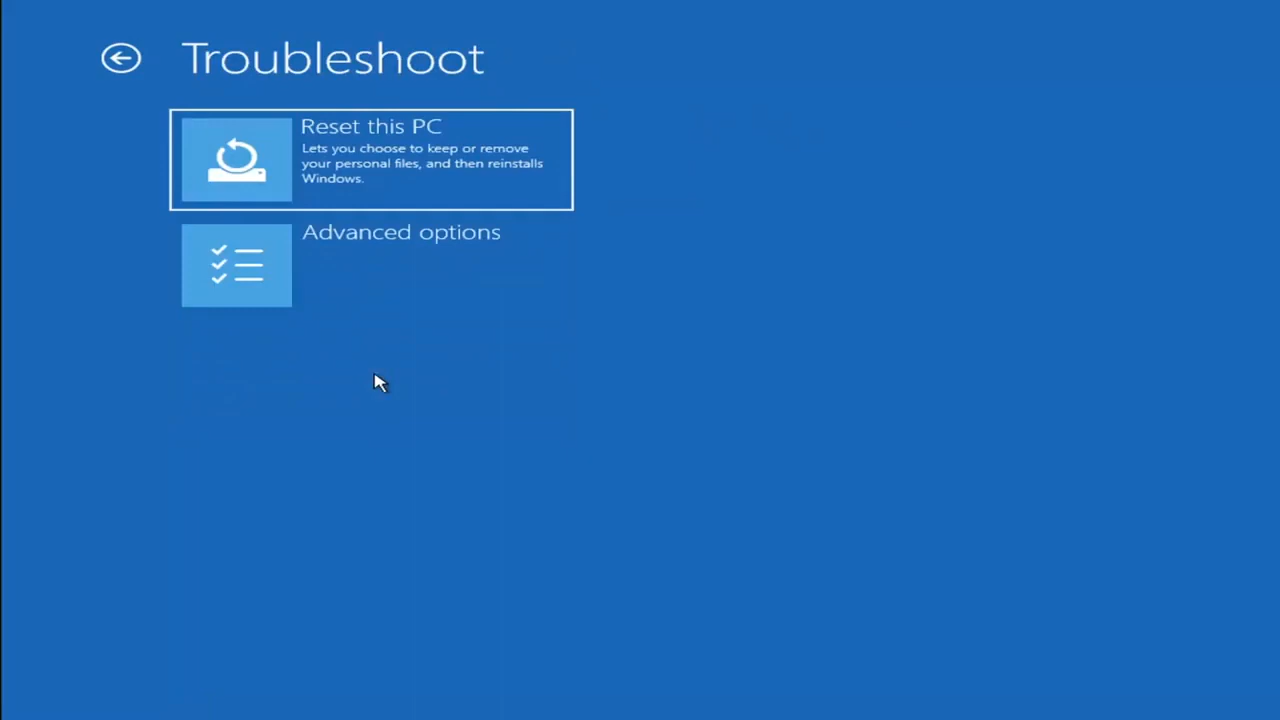 Troubleshoot
Reset this PC
Lets you choose to keep or remove
your personal files, and then reinstalls
Windows.
Advanced options